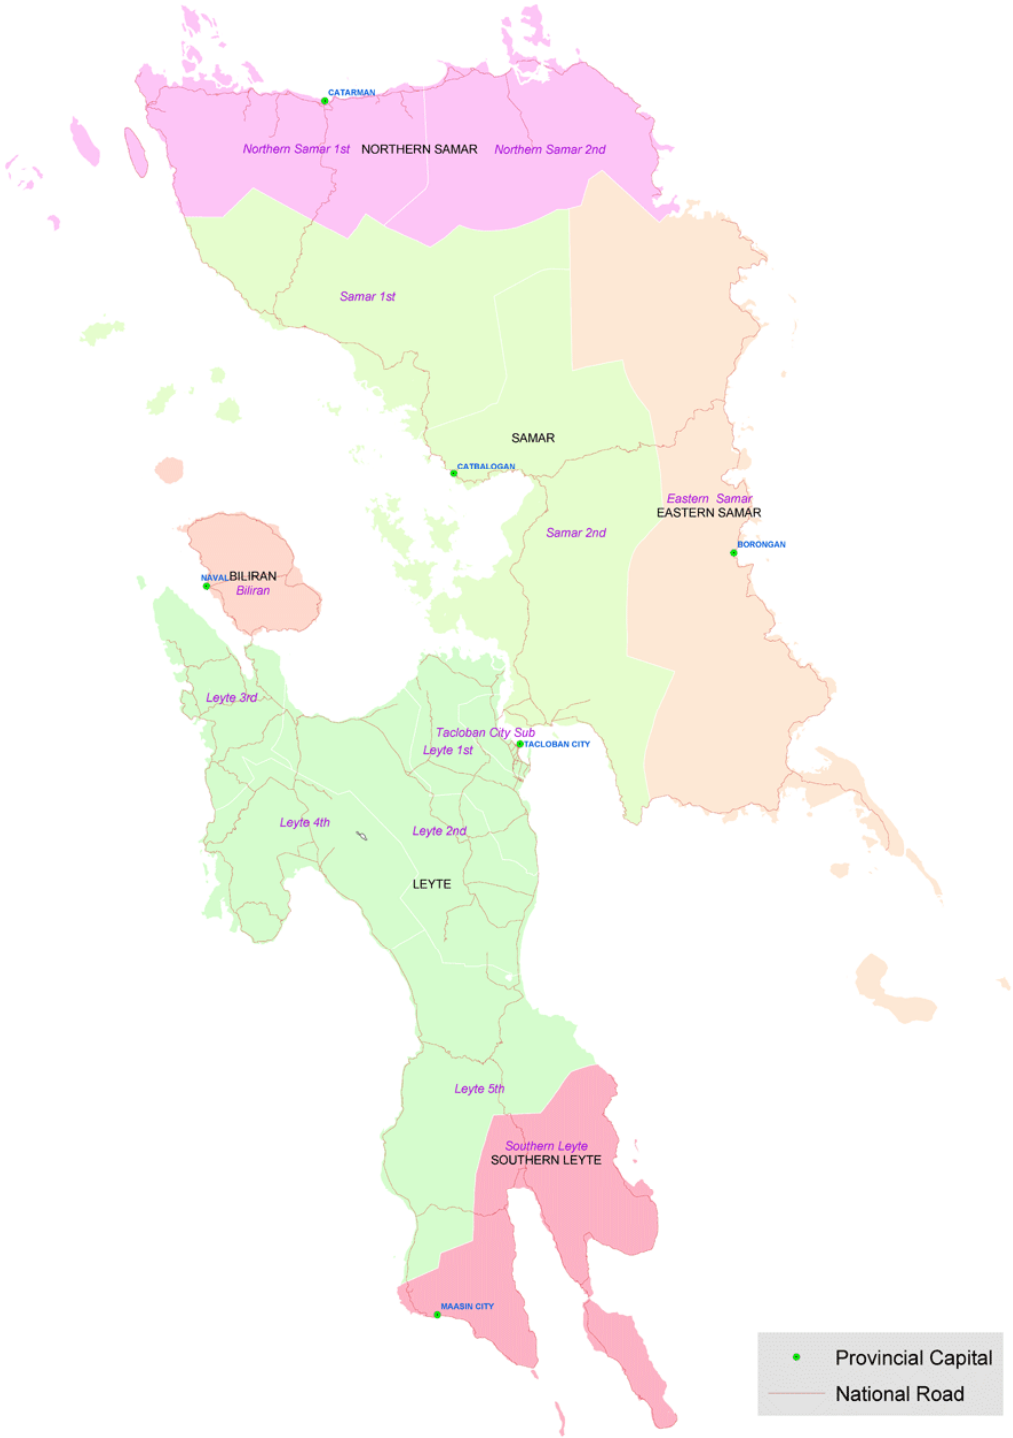 CATARMAN
Northern Samar 1st
NORTHERN SAMAR
Northern Samar 2nd
Samar 1st
SAMAR
CATBALOGAN
Eastern Samar
EASTERN SAMAR
Samar 2nd
BORONGAN
NAVAL
BILIRAN
Biliran
Leyte 3rd
Tacloban City Sub
TACLOBAN CITY
Leyte 1st
Leyte 4th
Leyte 2nd
LEYTE
Leyte 5th
Southern Leyte
SOUTHERN LEYTE
MAASIN CITY
Provincial Capital
National Road